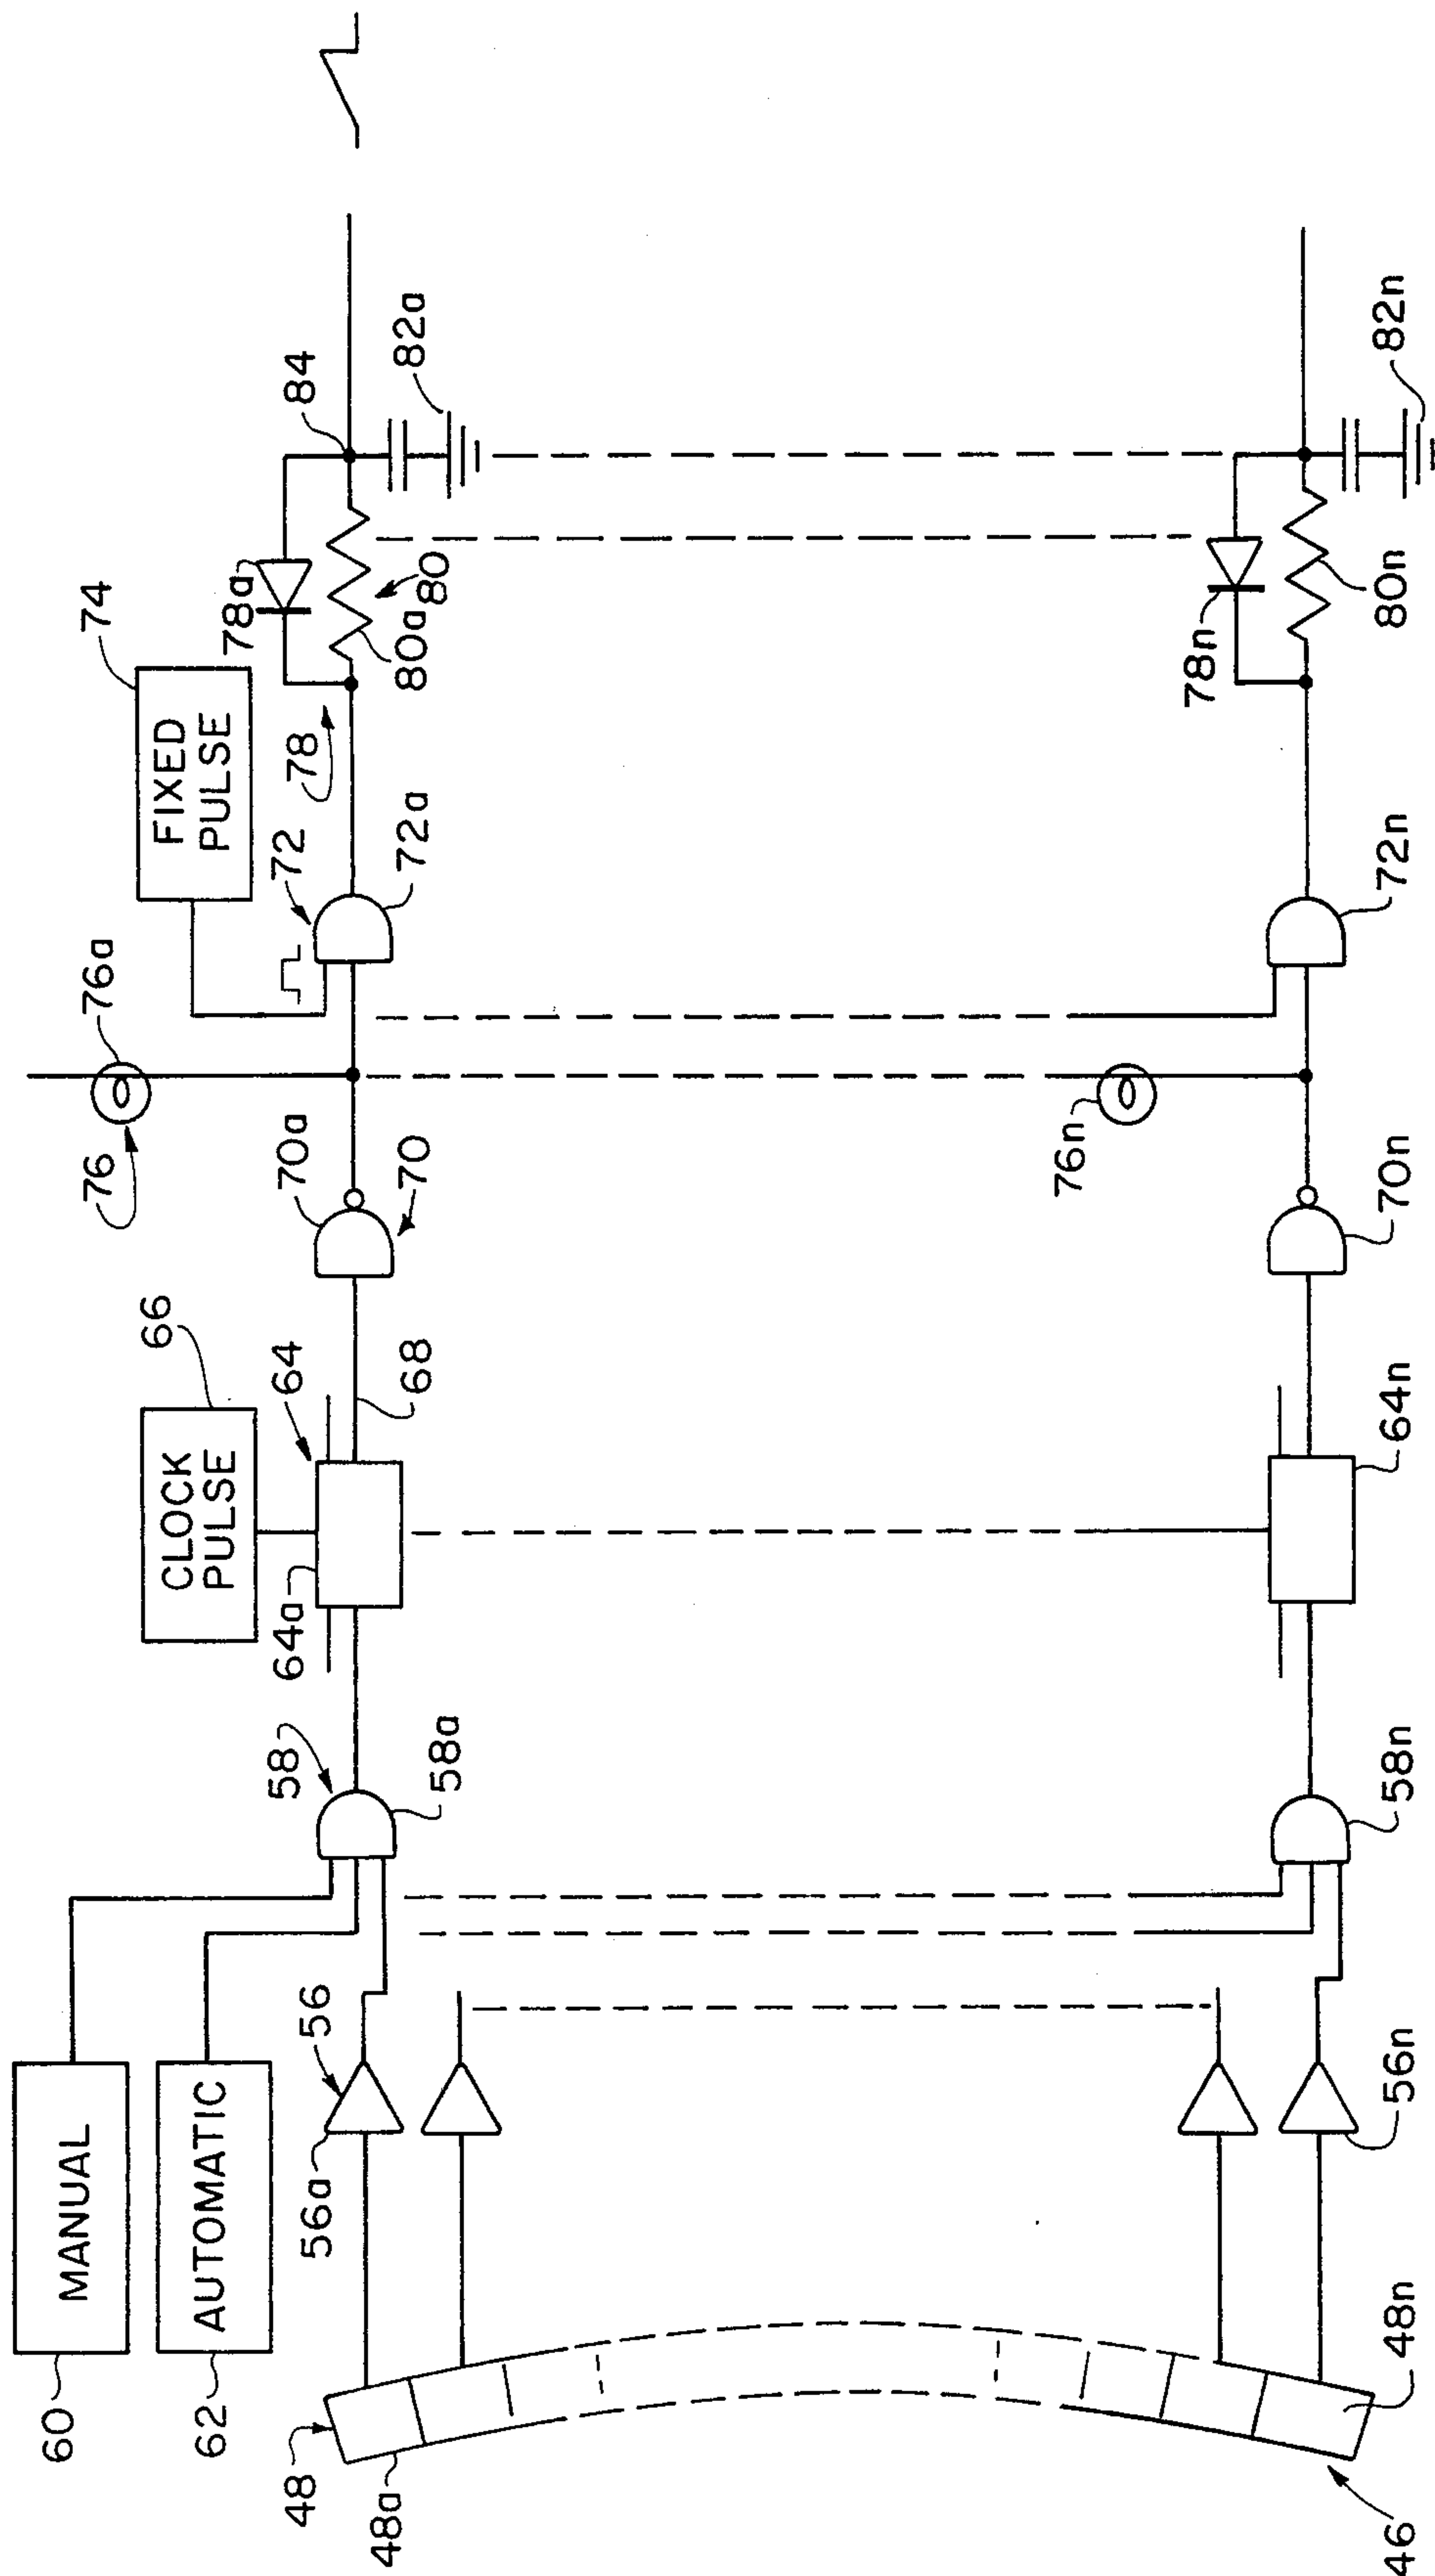 60
MANUAL
62
AUTOMATIC
48
48a
46
48n
56
56a
56n
58
58a
58n
CLOCK
PULSE
66
64
64a
64n
68
70a
70
70n
76
76a
76n
FIXED
PULSE
74
72
72a
72n
78
78a
78n
80a
80
80n
84
82a
82n